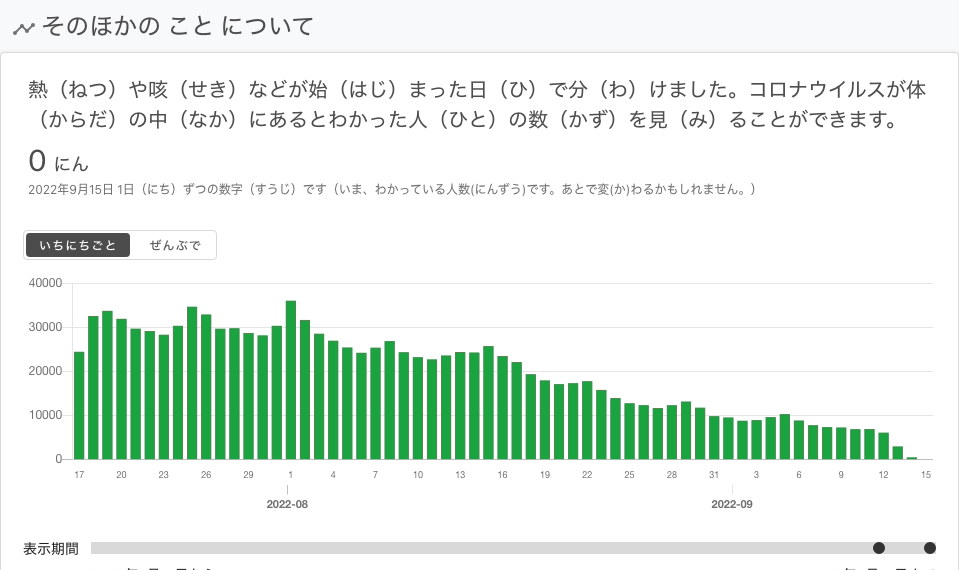 そのほかの こと について
熱（ねつ）や咳（せき）などが始（はじ）まった日（ひ）で分（わ）けました。コロナウイルスが体
（からだ）の中（なか）にあるとわかった人（ひと）の数（かず）を見（み）ることができます。
0 にん
2022年9月15日 1日（にち）ずつの数字（すうじ）です（いま、わかっている人数(にんずう)です。あとで変(か)わるかもしれません。）
いちにちごと ぜんぶで
40000
30000
20000
10000
0
17 20 23 26 29 1 4 7 10 13 16 19 22 25 28 31 3 6 9 12 15
2022-08 2022-09
表示期間